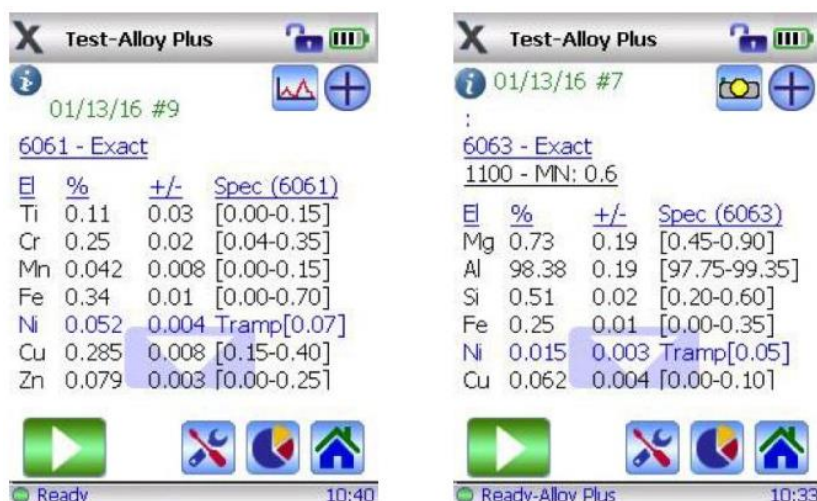 X Test-Alloy Plus
01/13/16 #9
6061 - Exact
El % +/- Spec (6061)
Ti 0.11 0.03 [0.00-0.15]
Cr 0.25 0.02 [0.04-0.35]
Mn 0.042 0.008 [0.00-0.15]
Fe 0.34 0.01 [0.00-0.70]
Ni 0.052 0.004 Tramp[0.07]
Cu 0.285 0.008 [0.15-0.40]
Zn 0.079 0.003 [0.00-0.25]
Ready 10:40
X Test-Alloy Plus
01/13/16 #7
:
6063 - Exact
1100 - MN: 0.6
El % +/- Spec (6063)
Mg 0.73 0.19 [0.45-0.90]
Al 98.38 0.19 [97.75-99.35]
Si 0.51 0.02 [0.20-0.60]
Fe 0.25 0.01 [0.00-0.35]
Ni 0.015 0.003 Tramp[0.05]
Cu 0.062 0.004 [0.00-0.10]
Ready-Alloy Plus 10:33